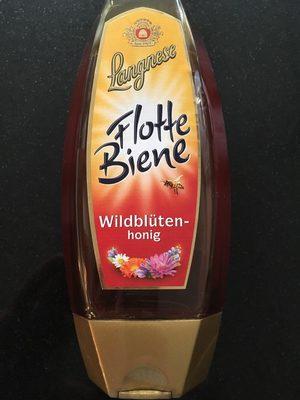 Langnese
Flotte
Biene
Wildblüten-
honig